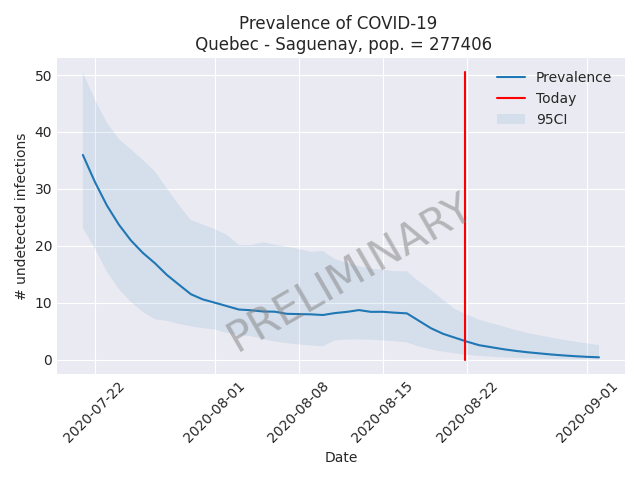 Prevalence of COVID-19
Quebec - Saguenay, pop. = 277406
Prevalence
Today
95CI
PRELIMINARY
# undetected infections
50
40
30
20
10
0
2020-07-22
2020-08-01
2020-08-08
2020-08-15
2020-08-22
2020-09-01
Date